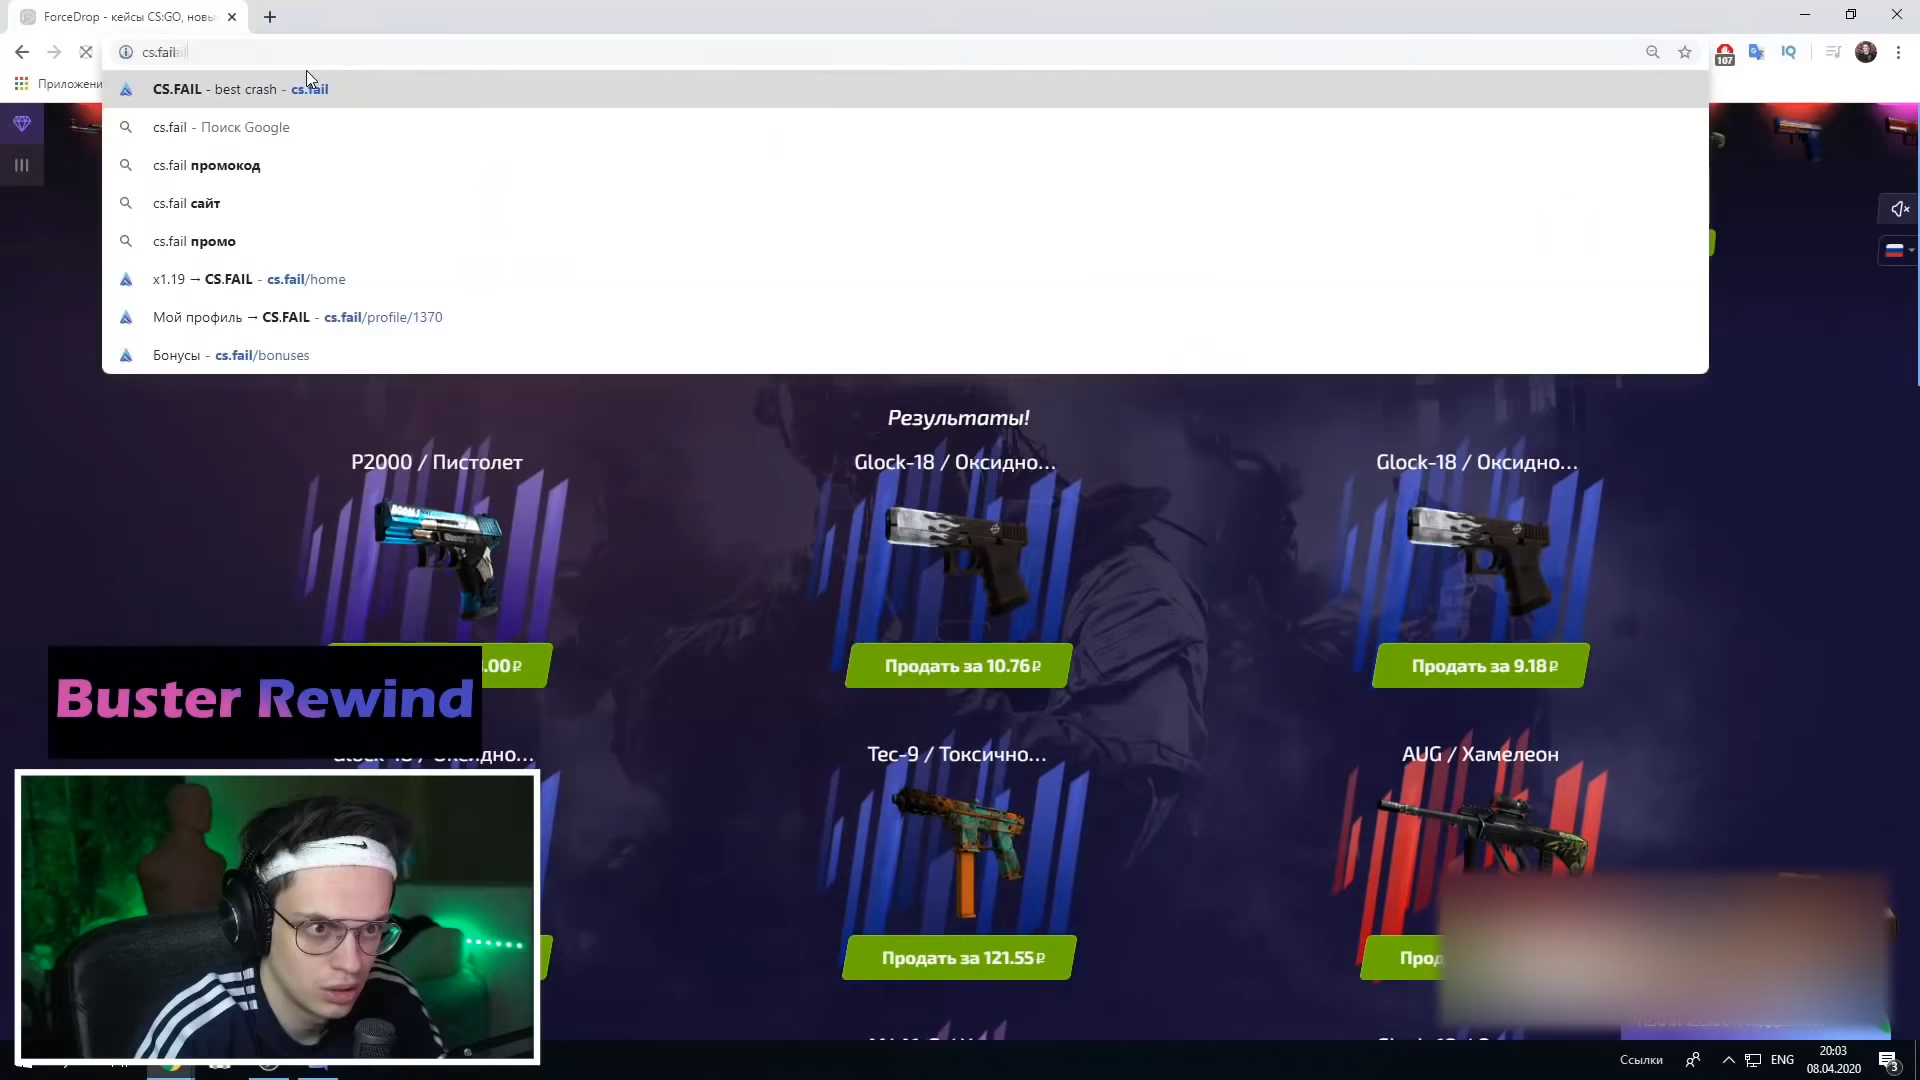 ForceDrop - кейсы CS:GO, новы
cs.fail
107
Приложени
CS.FAIL - best crash - cs.fail
cs.fail - Поиск Google
cs.fail промокод
cs.fail сайт
cs.fail промо
x1.19 → CS.FAIL - cs.fail/home
Мой профиль → CS.FAIL - cs.fail/profile/1370
Бонусы - cs.fail/bonuses
Результаты!
P2000 / Пистолет
Glock-18 / Оксидно...
Glock-18 / Оксидно...
.00₽
Продать за 10.76₽
Продать за 9.18₽
Buster Rewind
Glock-18 / Оксидно...
Tec-9 / Токсично...
AUG / Хамелеон
Продать за 121.55₽
Прод
Ссылки
ENG
20:03
08.04.2020
3